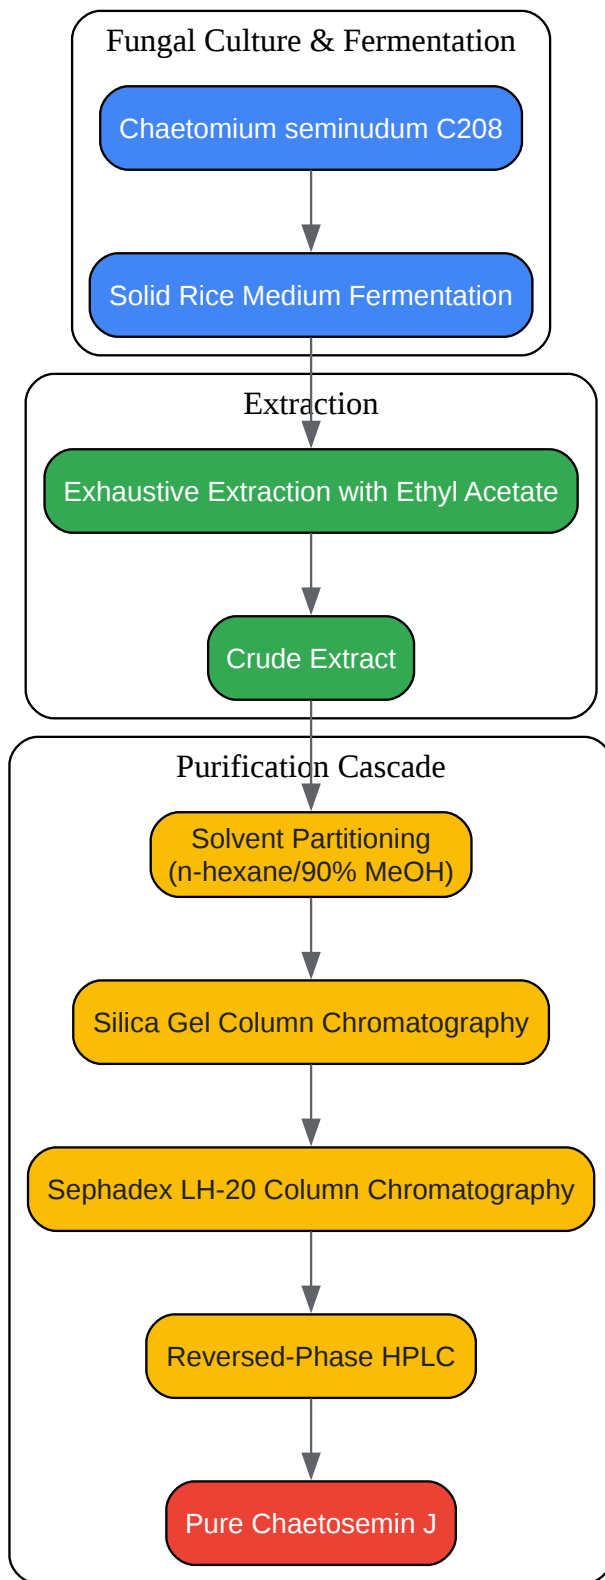 Fungal Culture & Fermentation
Chaetomium seminudum C208
Solid Rice Medium Fermentation
Extraction
Exhaustive Extraction with Ethyl Acetate
Crude Extract
Purification Cascade
Solvent Partitioning
(n-hexane/90% MeOH)
Silica Gel Column Chromatography
Sephadex LH-20 Column Chromatography
Reversed-Phase HPLC
Pure Chaetosemin J